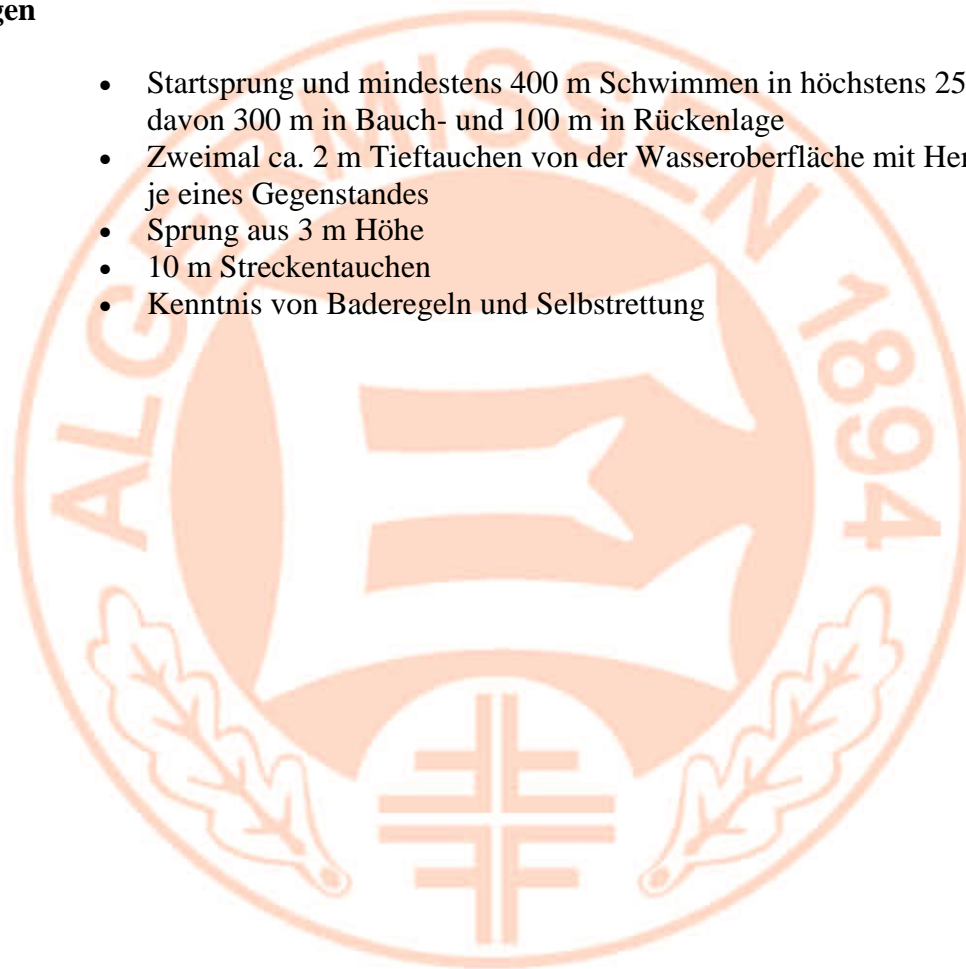 gen
• Startsprung und mindestens 400 m Schwimmen in höchstens 25
davon 300 m in Bauch- und 100 m in Rückenlage
• Zweimal ca. 2 m Tieftauchen von der Wasseroberfläche mit Her
je eines Gegenstandes
• Sprung aus 3 m Höhe
• 10 m Streckentauchen
• Kenntnis von Baderegeln und Selbstrettung
ALGERMISSEN 1894